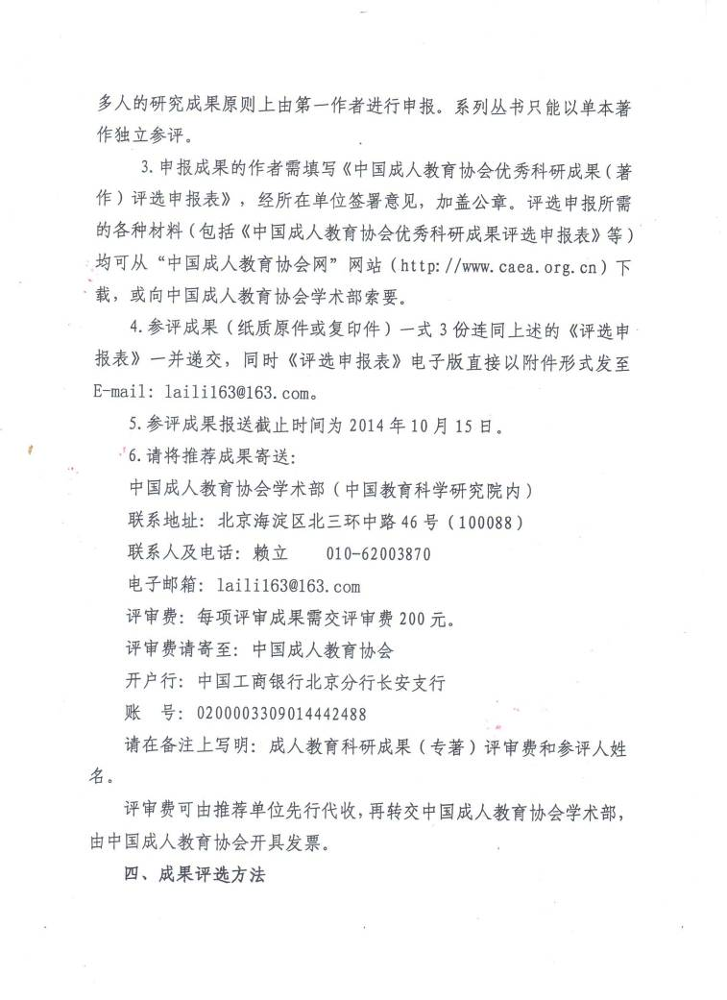 多人的研究成果原则上由第一作者进行申报。系列丛书只能以单本著
作独立参评。
3.申报成果的作者需填写《中国成人教育协会优秀科研成果（著
作）评选申报表》，经所在单位签署意见，加盖公章。评选申报所需
的各种材料（包括《中国成人教育协会优秀科研成果评选申报表》等）
均可从“中国成人教育协会网”网站（http://www.caea.org.cn）下
载，或向中国成人教育协会学术部索要。
4.参评成果（纸质原件或复印件）一式 3 份连同上述的《评选申
报表》一并递交，同时《评选申报表》电子版直接以附件形式发至
E-mail: laili163@163.com。
5.参评成果报送截止时间为 2014 年 10 月 15 日。
6.请将推荐成果寄送：
中国成人教育协会学术部（中国教育科学研究院内）
联系地址：北京海淀区北三环中路 46 号（100088）
联系人及电话：赖立 010-62003870
电子邮箱：laili163@163.com
评审费：每项评审成果需交评审费 200 元。
评审费请寄至：中国成人教育协会
开户行：中国工商银行北京分行长安支行
账 号：0200003309014442488
请在备注上写明：成人教育科研成果（专著）评审费和参评人姓
名。
评审费可由推荐单位先行代收，再转交中国成人教育协会学术部，
由中国成人教育协会开具发票。
四、成果评选方法